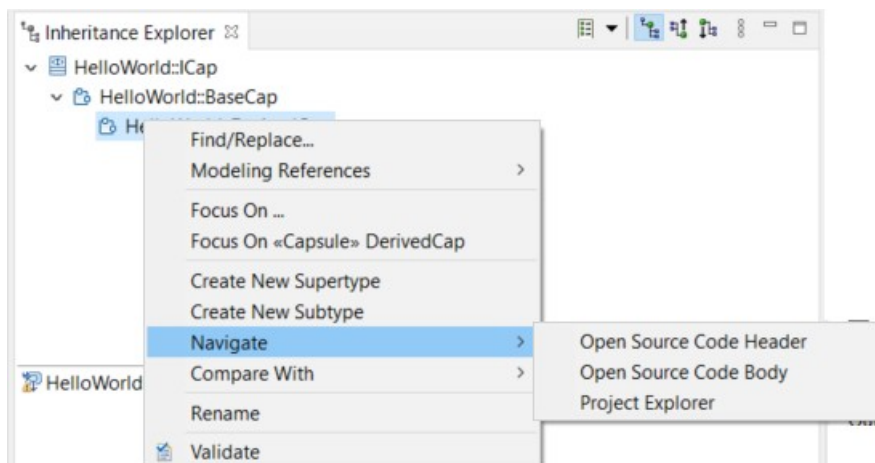 Inheritance Explorer
HelloWorld::ICap
HelloWorld::BaseCap
Find/Replace...
Modeling References
Focus On ...
Focus On «Capsule» DerivedCap
Create New Supertype
Create New Subtype
Navigate
Open Source Code Header
Compare With
Open Source Code Body
HelloWorld
Project Explorer
Rename
Validate